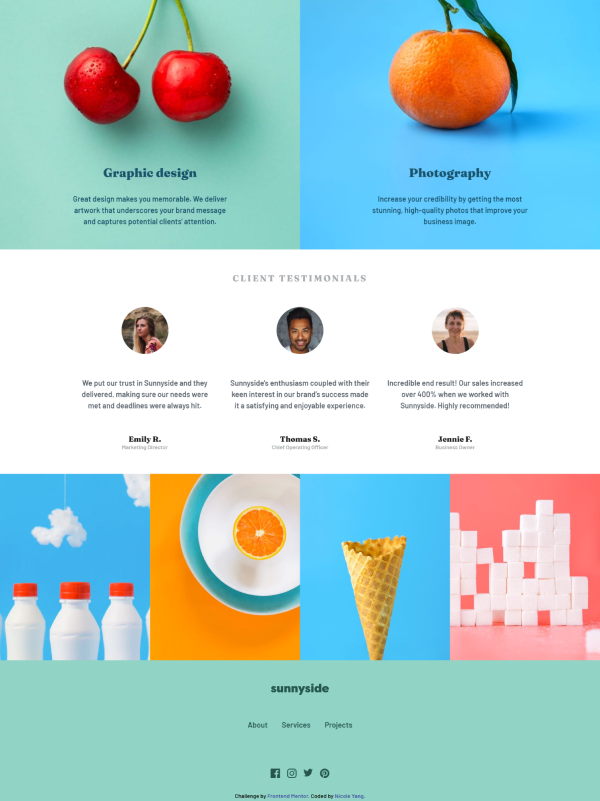 Graphic design
Great design makes you memorable. We deliver
artwork that underscores your brand message
and captures potential clients' attention.
Photography
Increase your credibility by getting the most
stunning, high-quality photos that improve your
business image.
CLIENT TESTIMONIALS
We put our trust in Sunnyside and they
delivered, making sure our needs were
met and deadlines were always hit.
Emily R.
Marketing Director
Sunnyside's enthusiasm coupled with their
keen interest in our brand's success made
it a satisfying and enjoyable experience.
Thomas S.
Chief Operating Officer
Incredible end result! Our sales increased
over 400% when we worked with
Sunnyside. Highly recommended!
Jennie F.
Business Owner
sunnyside
About Services Projects
Challenge by Frontend Mentor. Coded by Nicole Yang.